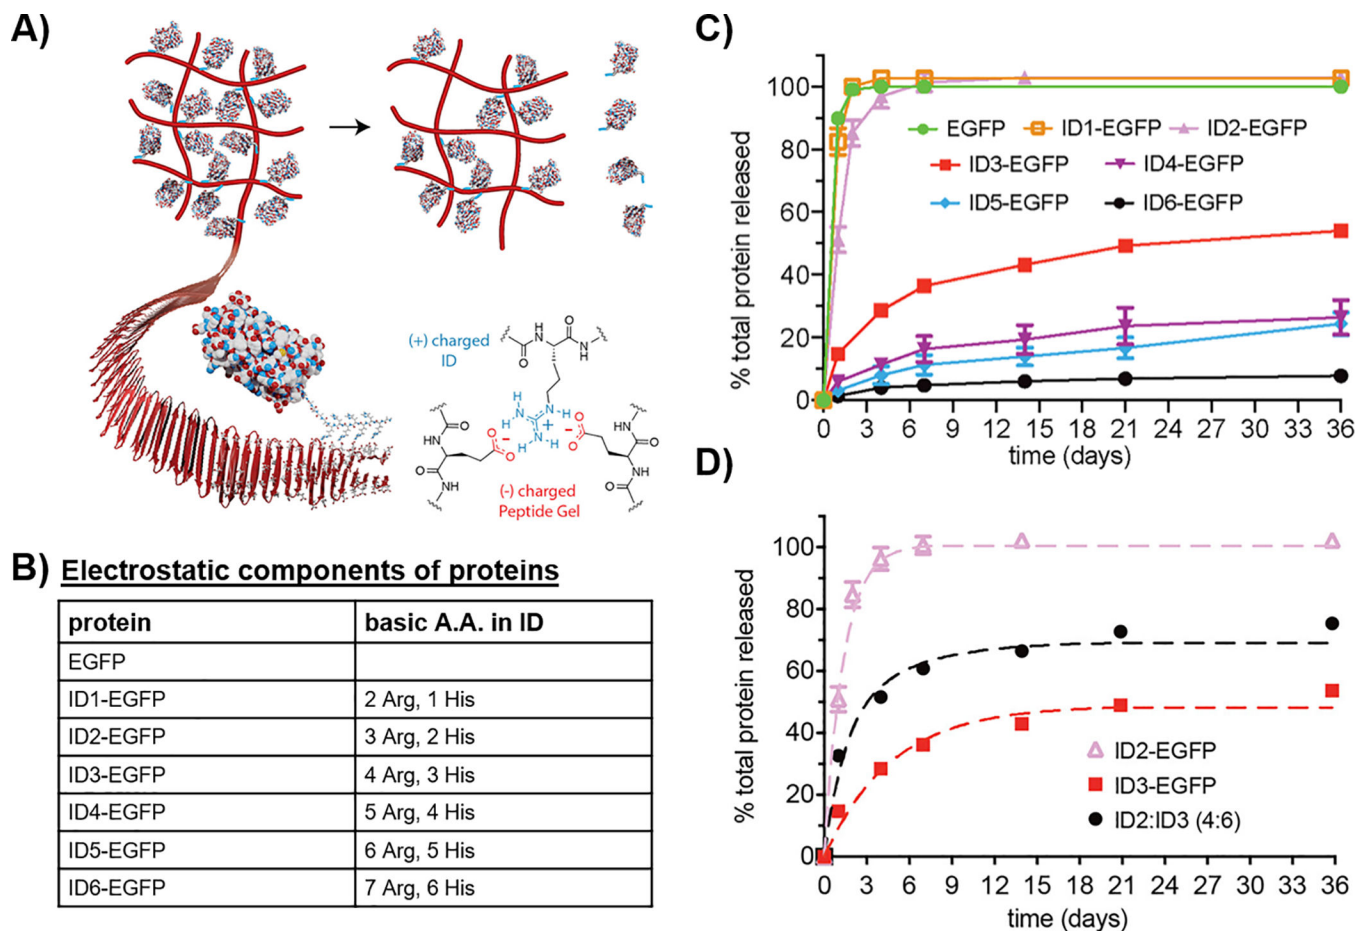 A)
(+) charged
ID
(-) charged
Peptide Gel
O
H
N
O
N
H
H
N
H
H
N
H
+
N
H
H
O
O
-
O
-
O
O
HN
O
NH
HN
O
NH
O
B) Electrostatic components of proteins
protein basic A.A. in ID
EGFP
ID1-EGFP 2 Arg, 1 His
ID2-EGFP 3 Arg, 2 His
ID3-EGFP 4 Arg, 3 His
ID4-EGFP 5 Arg, 4 His
ID5-EGFP 6 Arg, 5 His
ID6-EGFP 7 Arg, 6 His
C)
% total protein released
100
80
60
40
20
0
EGFP ID1-EGFP ID2-EGFP
ID3-EGFP ID4-EGFP
ID5-EGFP ID6-EGFP
0 3 6 9 12 15 18 21 24 27 30 33 36
time (days)
D)
% total protein released
100
80
60
40
20
0
ID2-EGFP
ID3-EGFP
ID2:ID3 (4:6)
0 3 6 9 12 15 18 21 24 27 30 33 36
time (days)